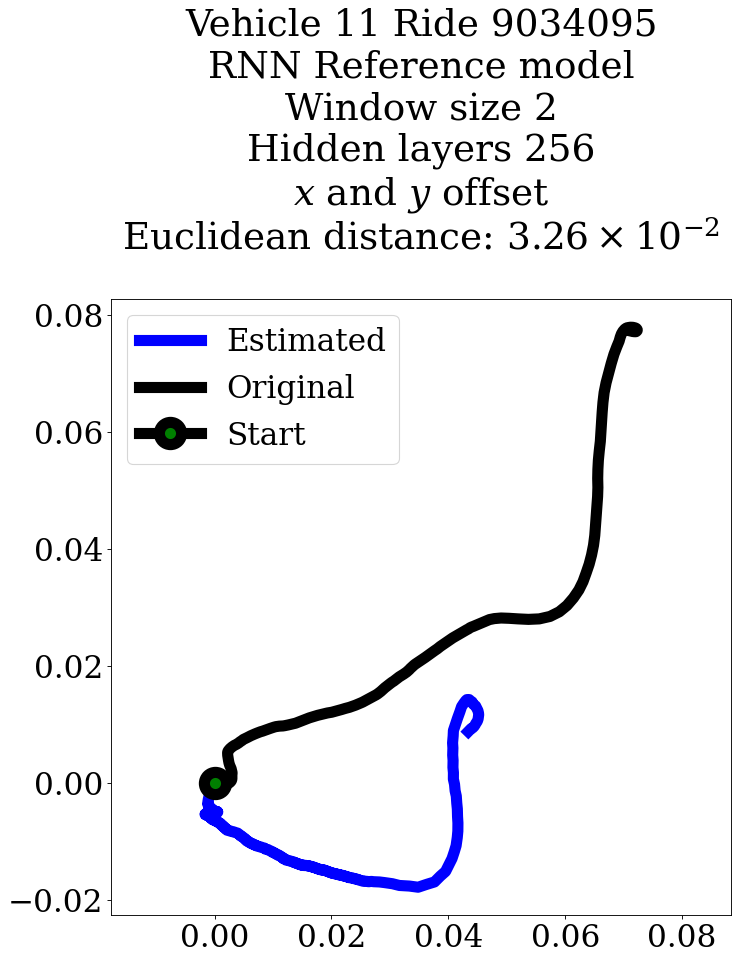 Vehicle 11 Ride 9034095
RNN Reference model
Window size 2
Hidden layers 256
x and y offset
Euclidean distance: 3.26 × 10⁻²
Estimated
Original
Start
0.08
0.06
0.04
0.02
0.00
−0.02
0.00 0.02 0.04 0.06 0.08